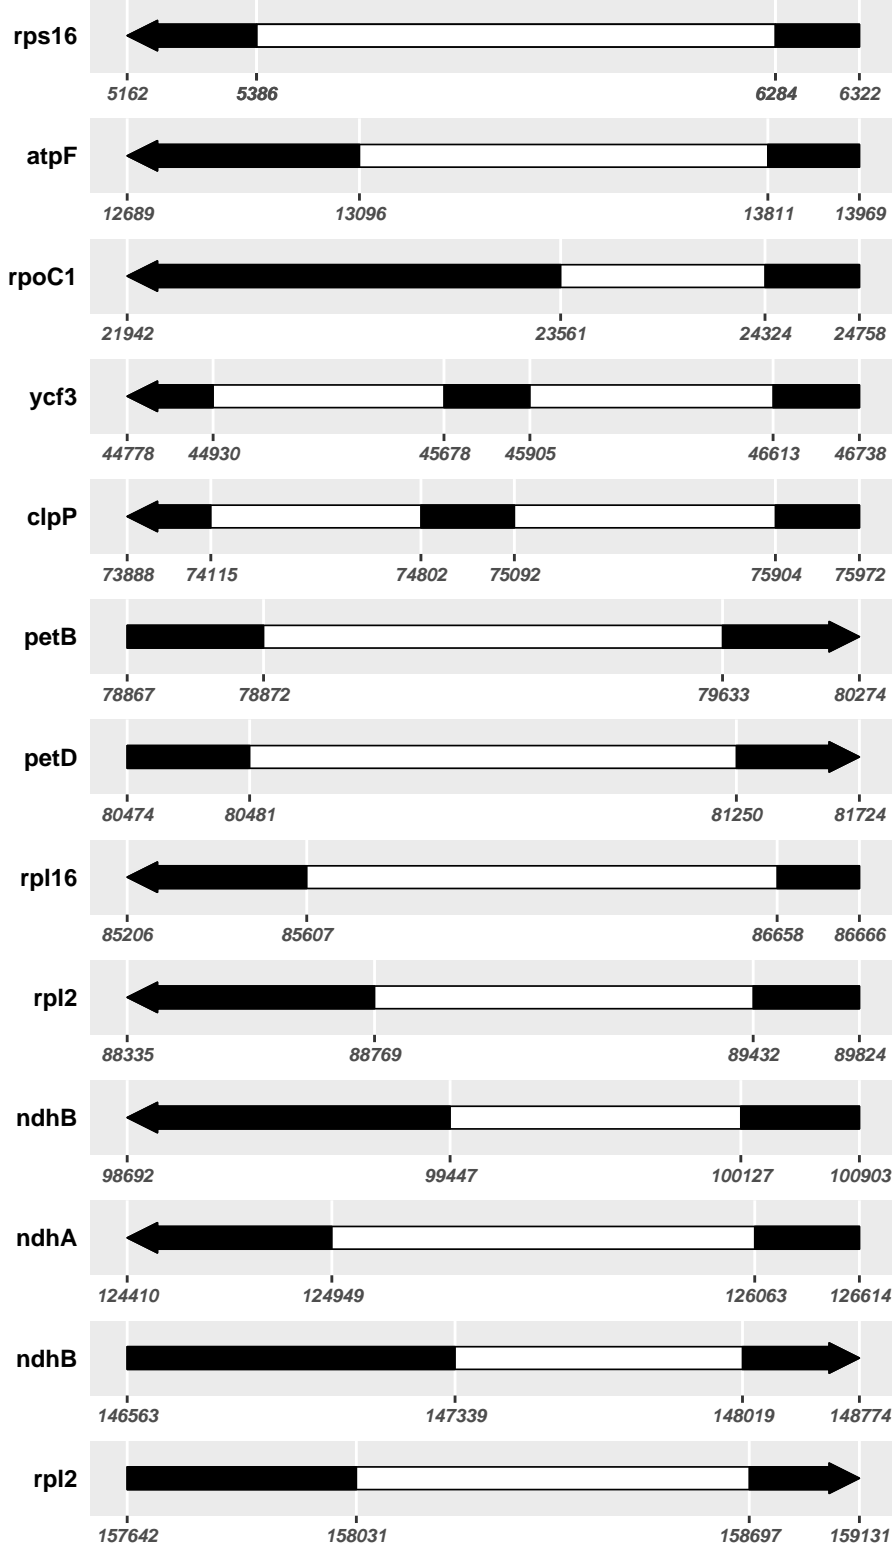 rps16
5162 5386 6284 6322
atpF
12689 13096 13811 13969
rpoC1
21942 23561 24324 24758
ycf3
44778 44930 45678 45905 46613 46738
clpP
73888 74115 74802 75092 75904 75972
petB
78867 78872 79633 80274
petD
80474 80481 81250 81724
rpl16
85206 85607 86658 86666
rpl2
88335 88769 89432 89824
ndhB
98692 99447 100127 100903
ndhA
124410 124949 126063 126614
ndhB
146563 147339 148019 148774
rpl2
157642 158031 158697 159131